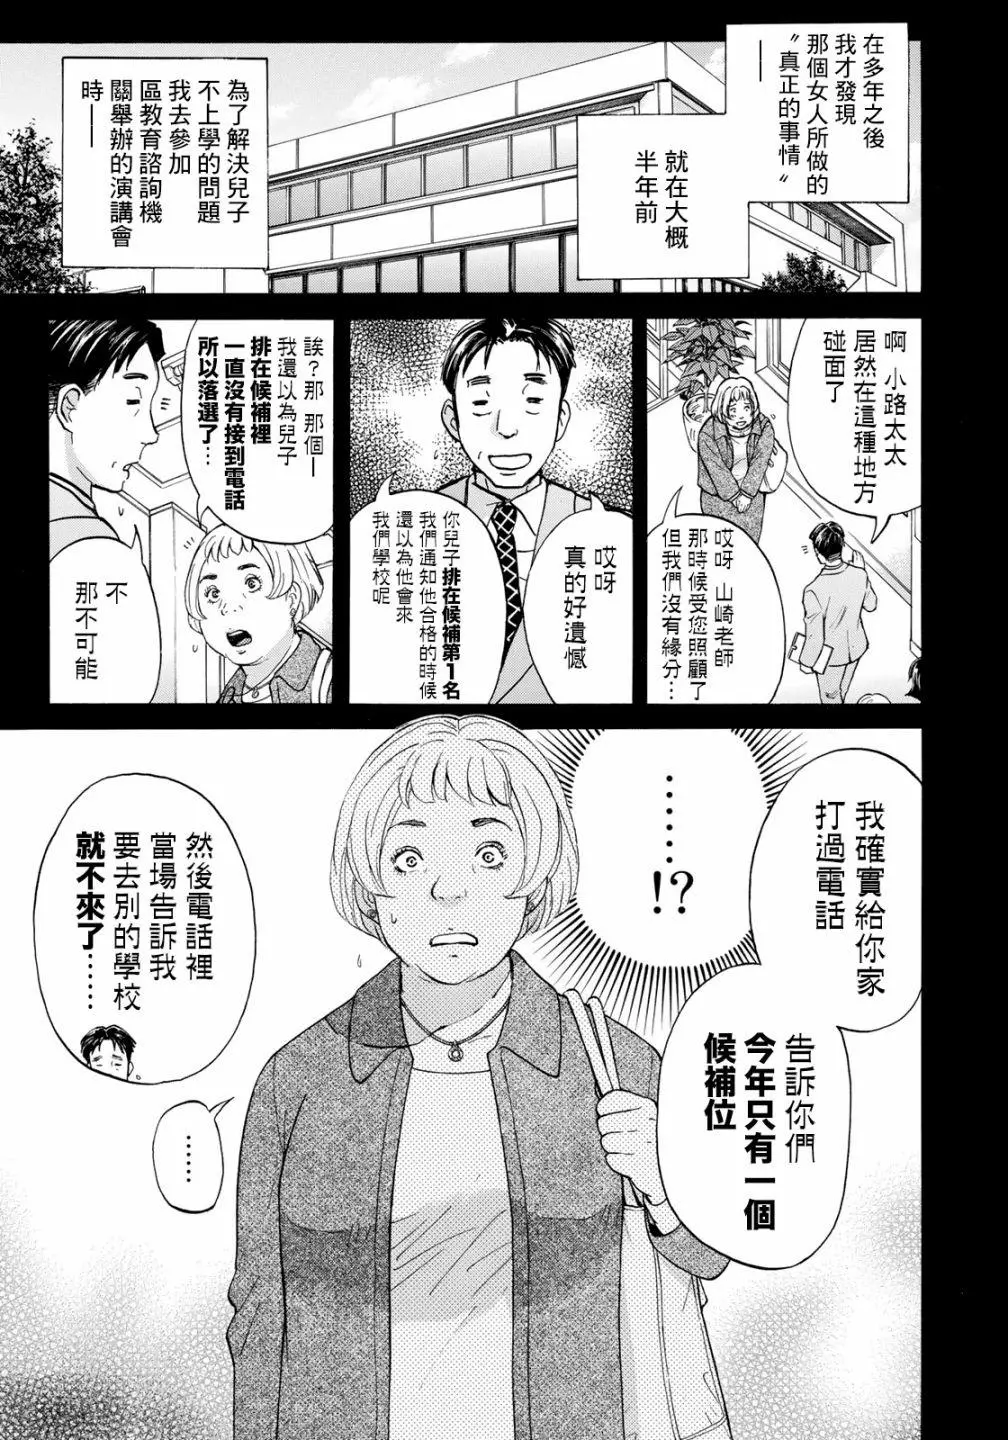 在多年之後
我才發現
那個女人所做的
〝真正的事情〞
——
就在大概
半年前
為了解決兒子
不上學的問題
我去參加
區教育諮詢機
關舉辦的演講會
時——
啊 小路太太
居然在這種地方
碰面了
哎呀 山崎老師
那時候受您照顧了
但我們沒有緣分…
哎呀
真的好遺憾
你兒子排在候補第1名
我們通知他合格的時候
還以為他會來
我們學校呢
誒？那 那個—
我還以為兒子
排在候補裡
一直沒有接到電話
所以落選了…
不
那不可能
我確實給你家
打過電話
告訴你們
今年只有一個
候補位
……
!?
然後電話裡
當場告訴我
要去別的學校
就不來了……
……